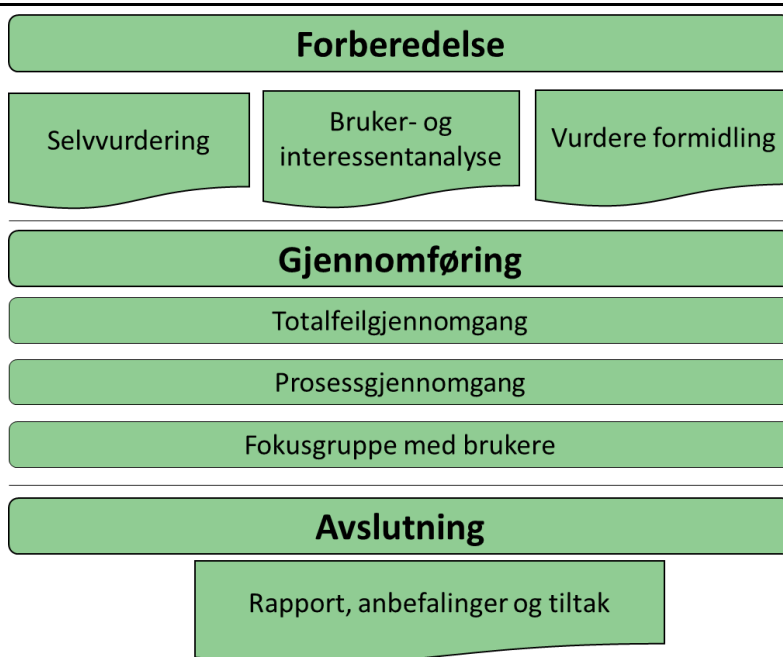 Forberedelse
Selvvurdering
Bruker- og
interessentanalyse
Vurdere formidling
Gjennomføring
Totalfeilgjennomgang
Prosessgjennomgang
Fokusgruppe med brukere
Avslutning
Rapport, anbefalinger og tiltak